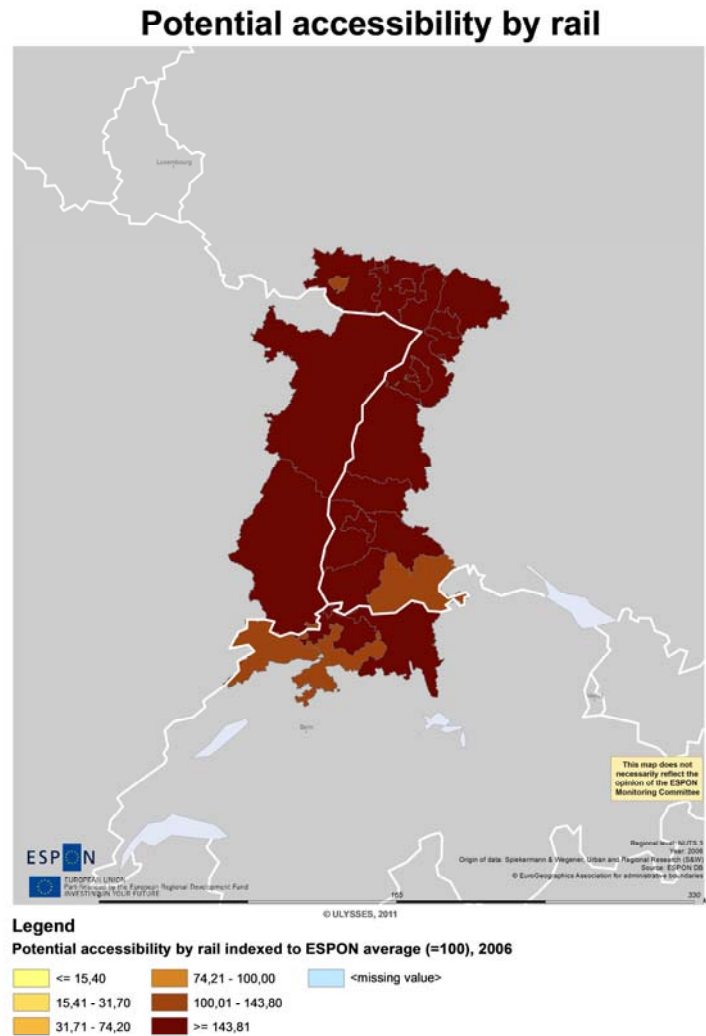 Potential accessibility by rail
Luxembourg
Bern
This map does not
necessarily reflect the
opinion of the ESPON
Monitoring Committee
ESPON
EUROPEAN UNION
Part-financed by the European Regional Development Fund
INVESTING IN YOUR FUTURE
Regional level: NUTS 3
Year: 2006
Origin of data: Spiekermann & Wegener, Urban and Regional Research (S&W)
Source: ESPON DB
© EuroGeographics Association for administrative boundaries
165
330
© ULYSSES, 2011
Legend
Potential accessibility by rail indexed to ESPON average (=100), 2006
<= 15,40
74,21 - 100,00
<missing value>
15,41 - 31,70
100,01 - 143,80
31,71 - 74,20
>= 143,81